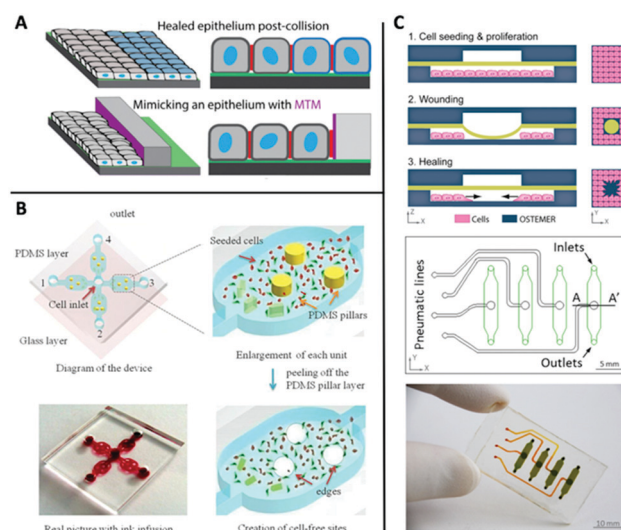 A
Healed epithelium post-collision
Mimicking an epithelium with MTM
B
outlet
PDMS layer
4
1
3
Cell inlet
2
Glass layer
Diagram of the device
Seeded cells
PDMS pillars
Enlargement of each unit
peeling off the
PDMS pillar layer
edges
Real picture with ink infusion
Creation of cell-free sites
C
1. Cell seeding & proliferation
2. Wounding
3. Healing
Z
X
Cells
OSTEMER
Y
X
Pneumatic lines
Inlets
A
A'
Outlets
Y
X
5 mm
10 mm